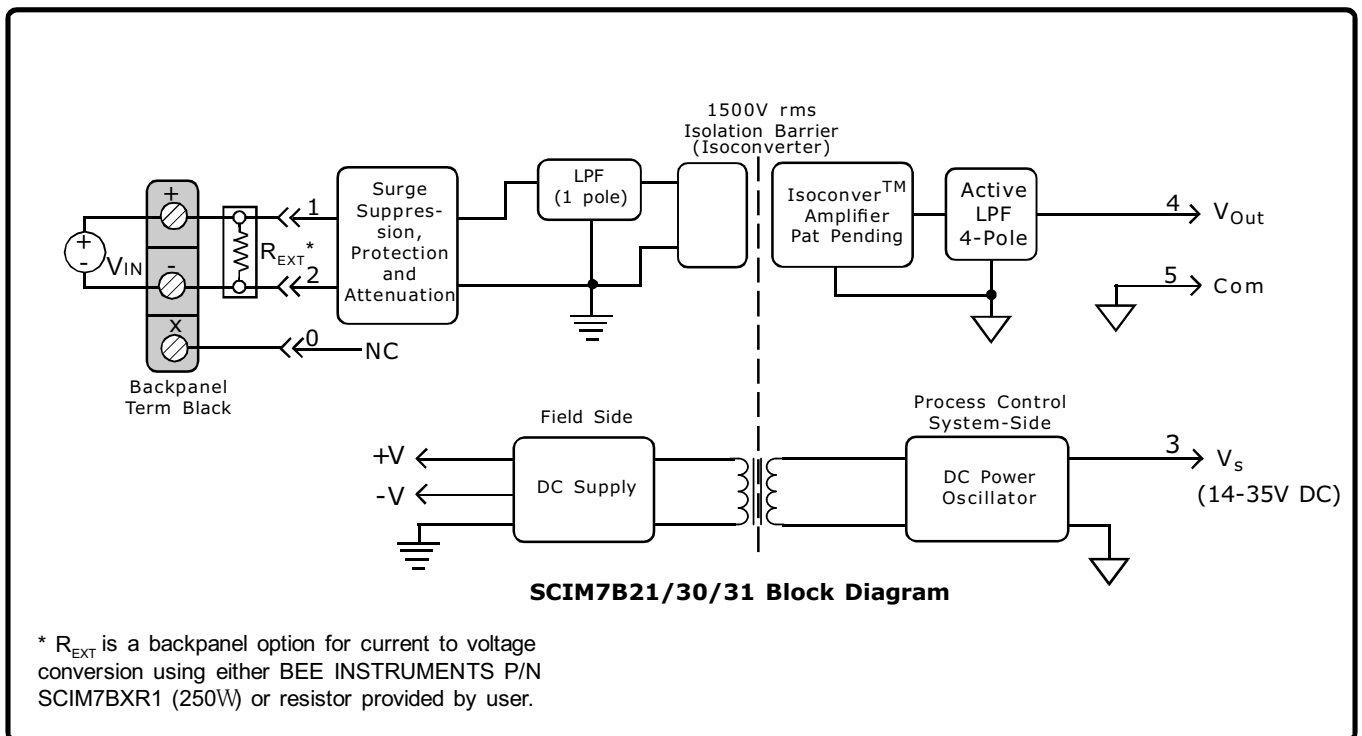 1500V rms
Isolation Barrier
(Isoconverter)
+
-
x
+
-
VIN
REXT*
1
2
0
NC
Backpanel
Term Black
Surge
Suppres-
sion,
Protection
and
Attenuation
LPF
(1 pole)
Isoconver™
Amplifier
Pat Pending
Active
LPF
4-Pole
4
VOut
5
Com
Field Side
+V
-V
DC Supply
Process Control
System-Side
DC Power
Oscillator
3
Vs
(14-35V DC)
SCIM7B21/30/31 Block Diagram
* REXT is a backpanel option for current to voltage
conversion using either BEE INSTRUMENTS P/N
SCIM7BXR1 (250W) or resistor provided by user.